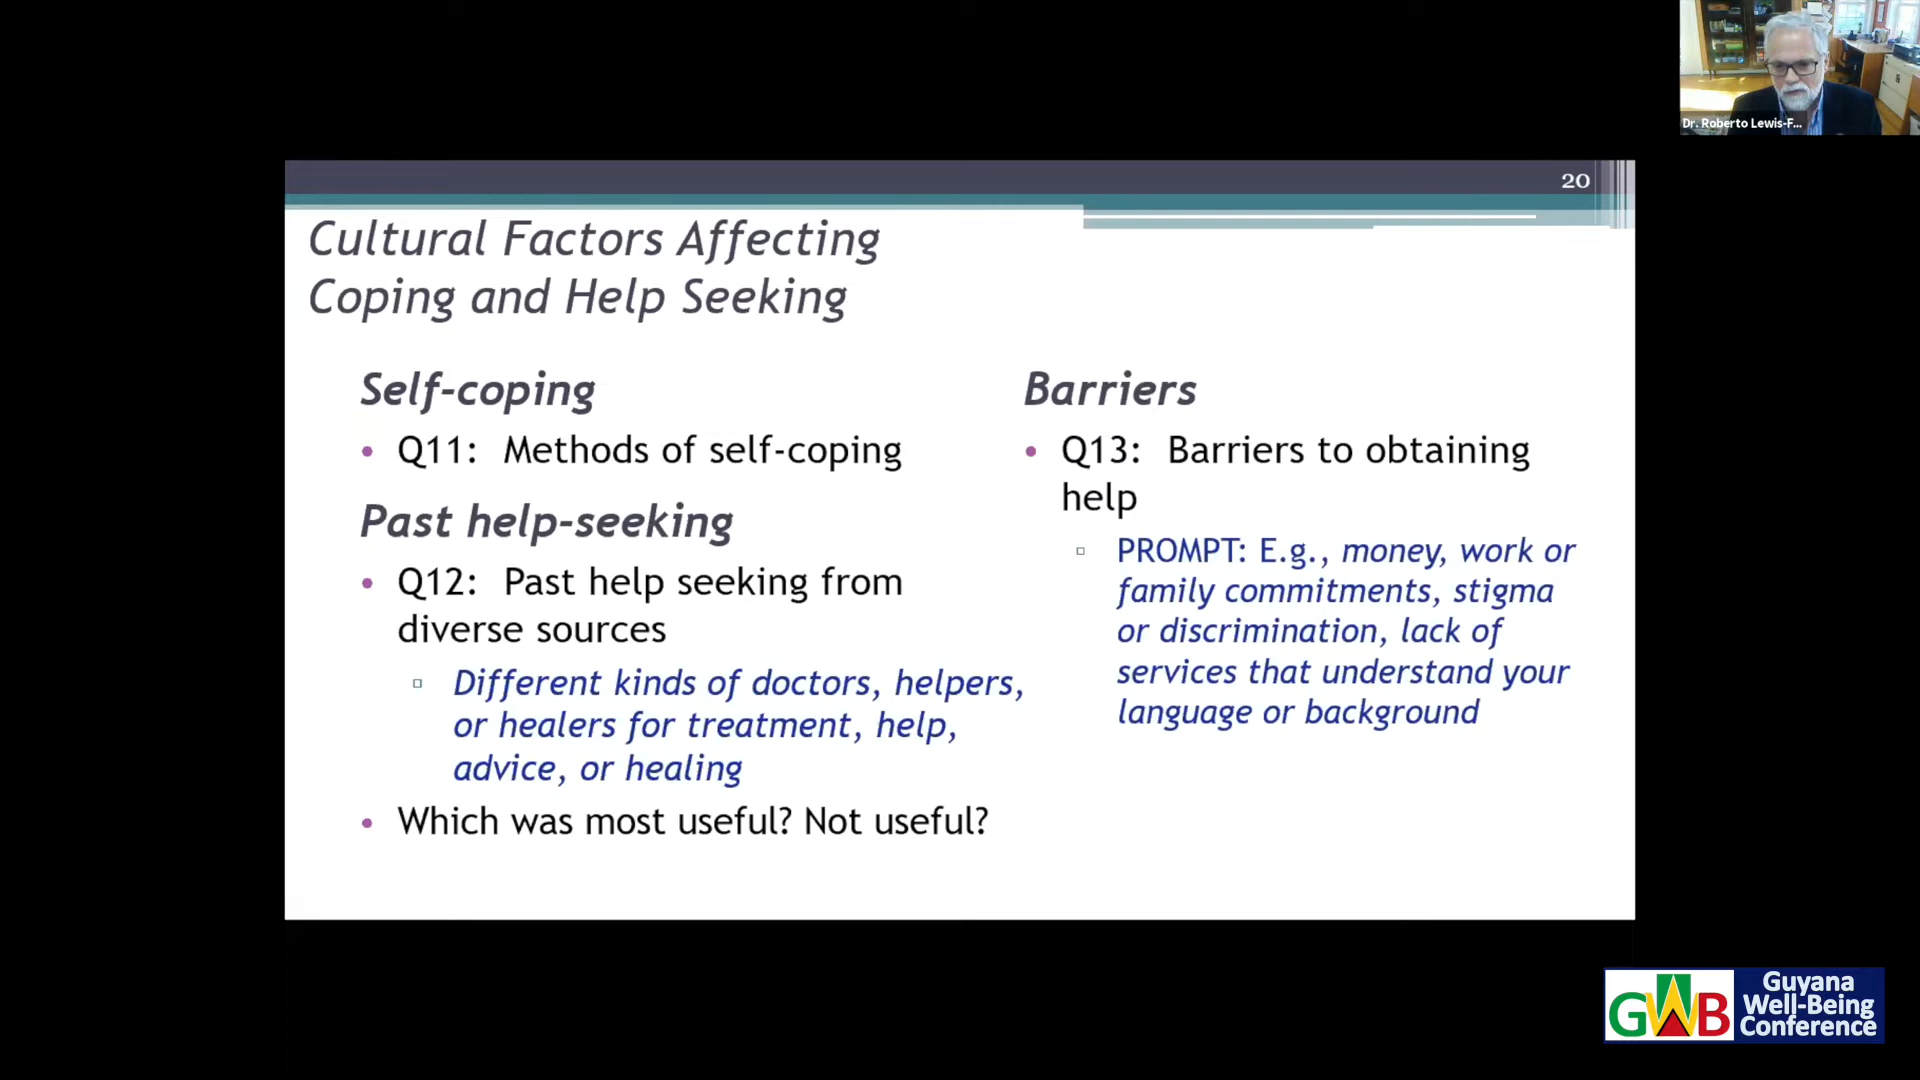 Dr. Roberto Lewis-F...
20
Cultural Factors Affecting
Coping and Help Seeking
Self-coping
• Q11: Methods of self-coping
Past help-seeking
• Q12: Past help seeking from
diverse sources
▫ Different kinds of doctors, helpers,
or healers for treatment, help,
advice, or healing
• Which was most useful? Not useful?
Barriers
• Q13: Barriers to obtaining
help
▫ PROMPT: E.g., money, work or
family commitments, stigma
or discrimination, lack of
services that understand your
language or background
GWB
Guyana
Well-Being
Conference